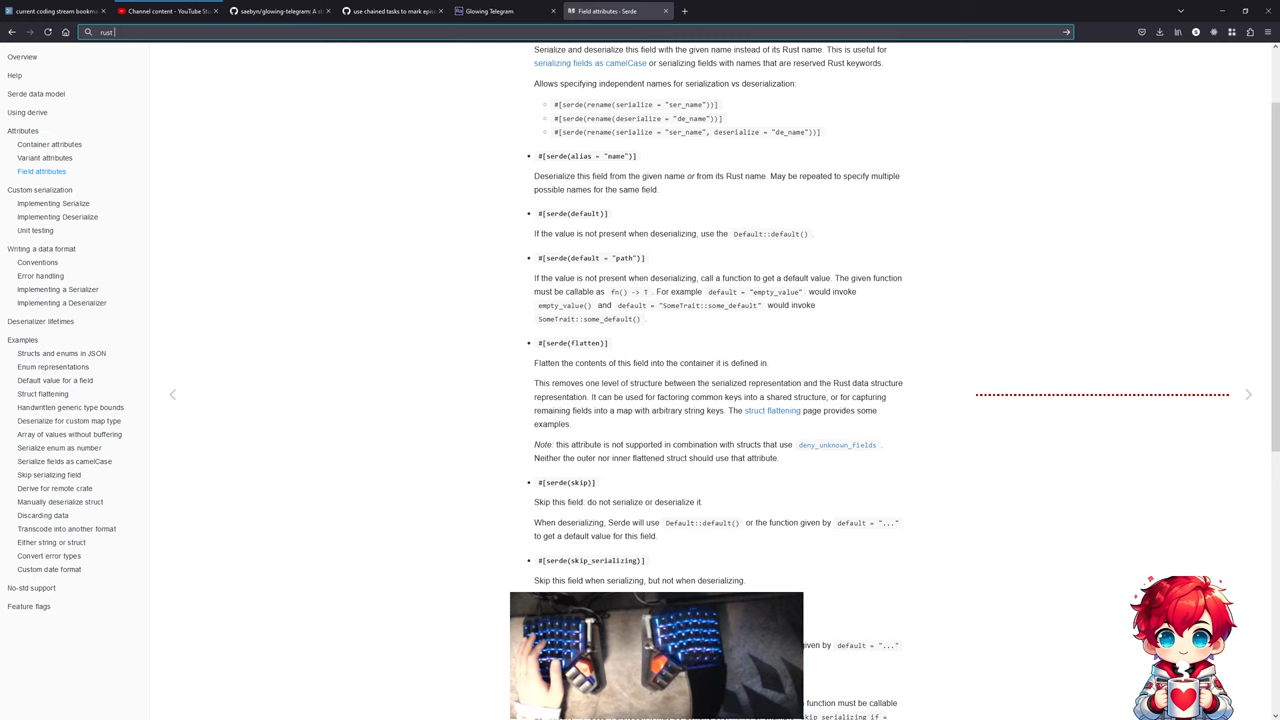 current coding stream bookma
Channel content - YouTube Stu
saebyn/glowing-telegram: A st
use chained tasks to mark episo
Glowing Telegram
Field attributes · Serde
rust
Overview
Help
Serde data model
Using derive
Attributes
Container attributes
Variant attributes
Field attributes
Custom serialization
Implementing Serialize
Implementing Deserialize
Unit testing
Writing a data format
Conventions
Error handling
Implementing a Serializer
Implementing a Deserializer
Deserializer lifetimes
Examples
Structs and enums in JSON
Enum representations
Default value for a field
Struct flattening
Handwritten generic type bounds
Deserialize for custom map type
Array of values without buffering
Serialize enum as number
Serialize fields as camelCase
Skip serializing field
Derive for remote crate
Manually deserialize struct
Discarding data
Transcode into another format
Either string or struct
Convert error types
Custom date format
No-std support
Feature flags
Serialize and deserialize this field with the given name instead of its Rust name. This is useful for
serializing fields as camelCase or serializing fields with names that are reserved Rust keywords.
Allows specifying independent names for serialization vs deserialization:
#[serde(rename(serialize = "ser_name"))]
#[serde(rename(deserialize = "de_name"))]
#[serde(rename(serialize = "ser_name", deserialize = "de_name"))]
#[serde(alias = "name")]
Deserialize this field from the given name or from its Rust name. May be repeated to specify multiple
possible names for the same field.
#[serde(default)]
If the value is not present when deserializing, use the Default::default() .
#[serde(default = "path")]
If the value is not present when deserializing, call a function to get a default value. The given function
must be callable as fn() -> T . For example default = "empty_value" would invoke
empty_value() and default = "SomeTrait::some_default" would invoke
SomeTrait::some_default() .
#[serde(flatten)]
Flatten the contents of this field into the container it is defined in.
This removes one level of structure between the serialized representation and the Rust data structure
representation. It can be used for factoring common keys into a shared structure, or for capturing
remaining fields into a map with arbitrary string keys. The struct flattening page provides some
examples.
Note: this attribute is not supported in combination with structs that use deny_unknown_fields .
Neither the outer nor inner flattened struct should use that attribute.
#[serde(skip)]
Skip this field: do not serialize or deserialize it.
When deserializing, Serde will use Default::default() or the function given by default = "..."
to get a default value for this field.
#[serde(skip_serializing)]
Skip this field when serializing, but not when deserializing.
given by default = "..."
function must be callable
skip_serializing_if =